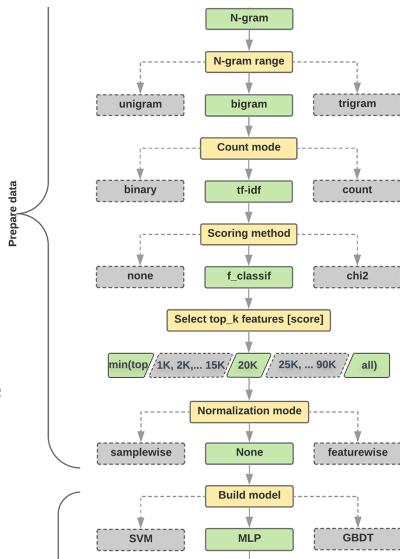 N-gram
N-gram range
unigram
bigram
trigram
Count mode
binary
tf-idf
count
Prepare data
Scoring method
none
f_classif
chi2
Select top_k features [score]
min(top 1K, 2K,... 15K 20K 25K, ... 90K all)
Normalization mode
samplewise
None
featurewise
Build model
SVM
MLP
GBDT